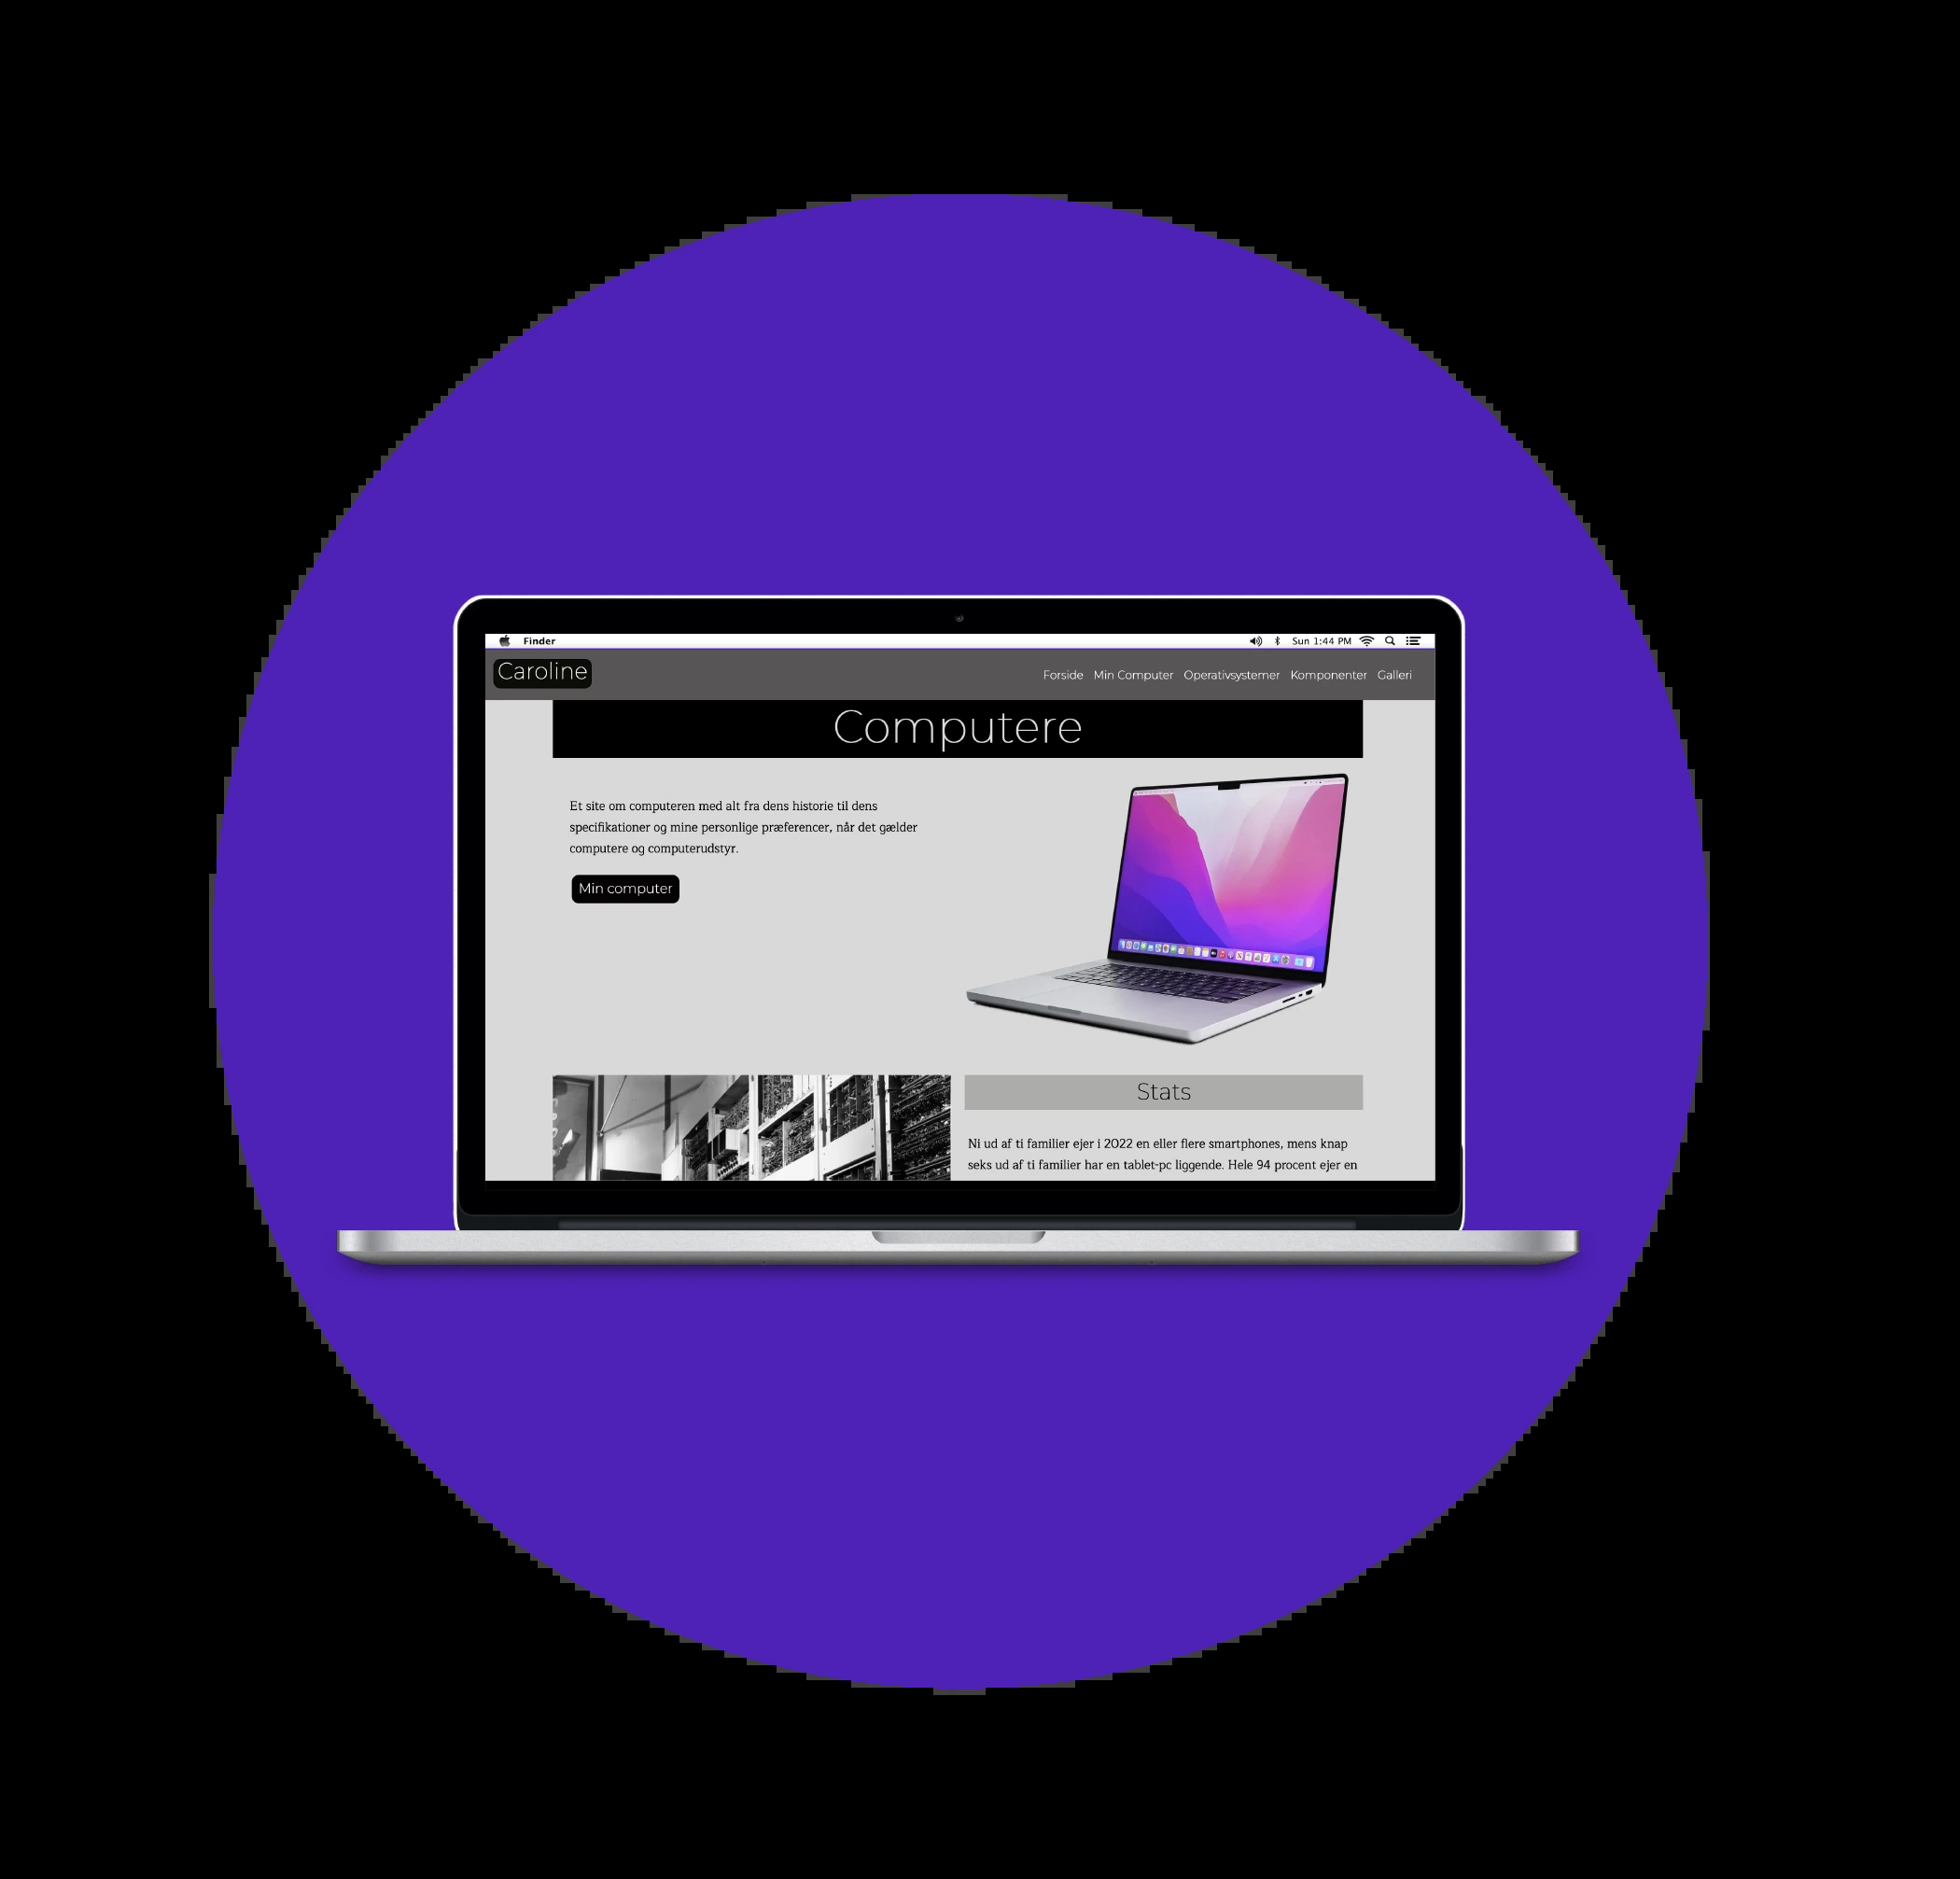 Finder
Sun 1:44 PM
Caroline
Forside Min Computer Operativsystemer Komponenter Galleri
Computere
Et site om computeren med alt fra dens historie til dens
specifikationer og mine personlige præferencer, når det gælder
computere og computerudstyr.
Min computer
Stats
Ni ud af ti familier ejer i 2022 en eller flere smartphones, mens knap
seks ud af ti familier har en tablet-pc liggende. Hele 94 procent ejer en